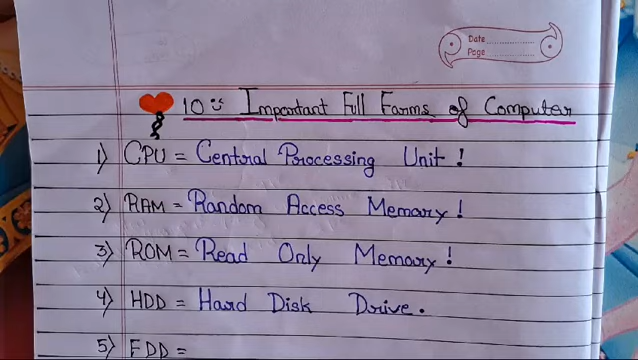 Date
Page
10 Important Full Farms of Computer
1) CPU = Central Processing Unit !
2) RAM = Random Access Memory !
3) ROM = Read Only Memory !
4) HDD = Hard Disk Drive.
5) FDD =